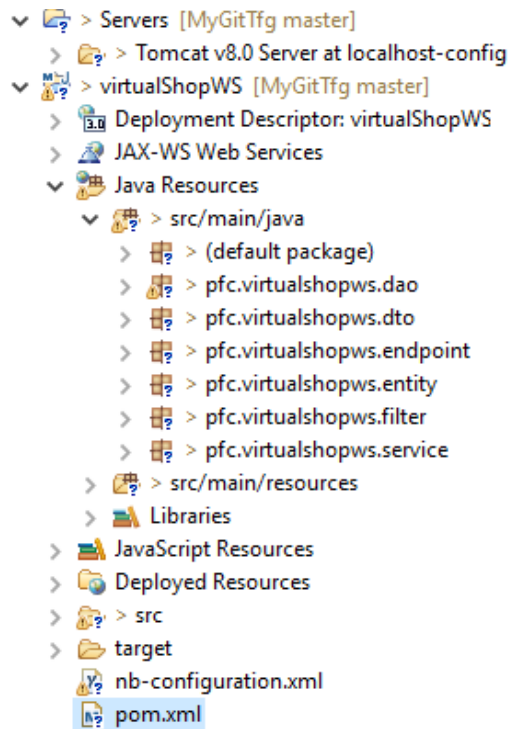 > Servers [MyGitTfg master]
> Tomcat v8.0 Server at localhost-config
> virtualShopWS [MyGitTfg master]
Deployment Descriptor: virtualShopWS
JAX-WS Web Services
Java Resources
> src/main/java
> (default package)
> pfc.virtualshopws.dao
> pfc.virtualshopws.dto
> pfc.virtualshopws.endpoint
> pfc.virtualshopws.entity
> pfc.virtualshopws.filter
> pfc.virtualshopws.service
> src/main/resources
Libraries
JavaScript Resources
Deployed Resources
> src
target
nb-configuration.xml
pom.xml